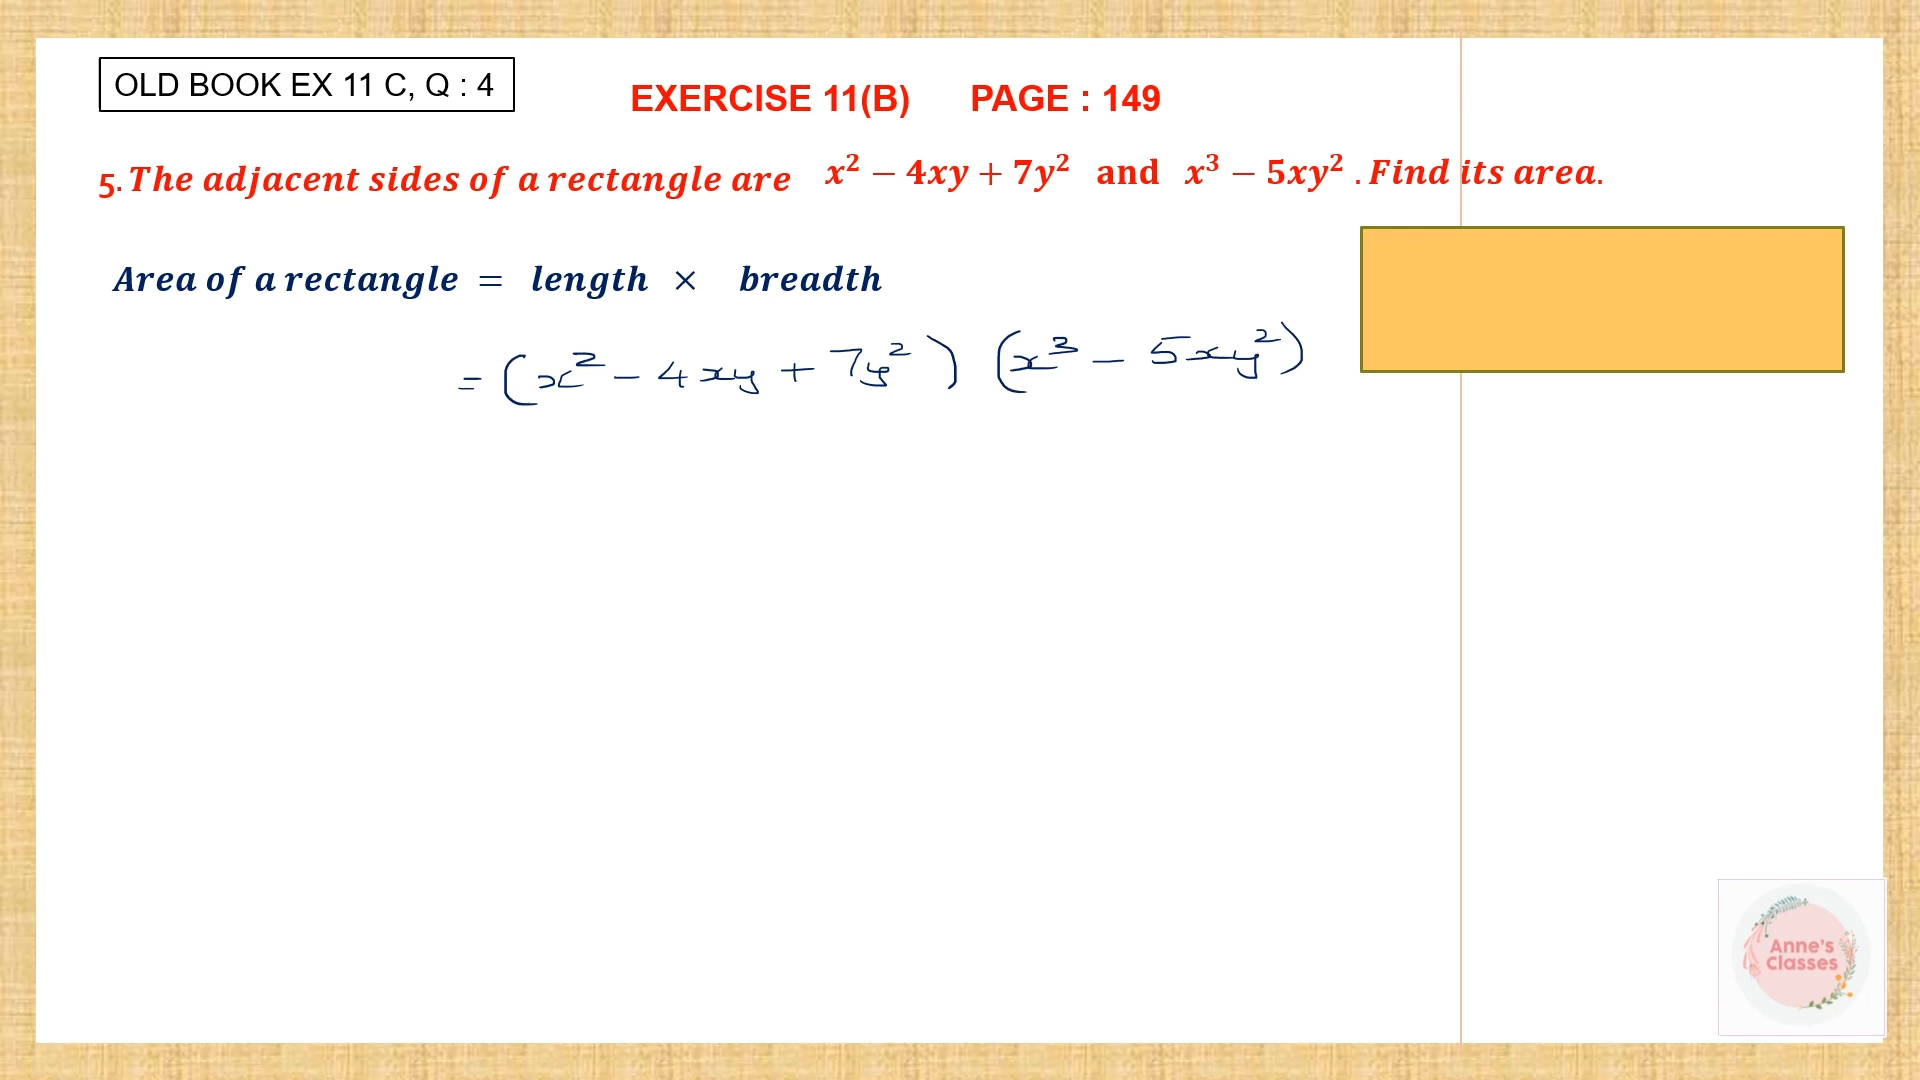 OLD BOOK EX 11 C, Q : 4
EXERCISE 11(B) PAGE : 149
5. The adjacent sides of a rectangle are x² − 4xy + 7y² and x³ − 5xy² . Find its area.
Area of a rectangle = length × breadth
= (x² − 4xy + 7y²) (x³ − 5xy²)
Anne's
Classes